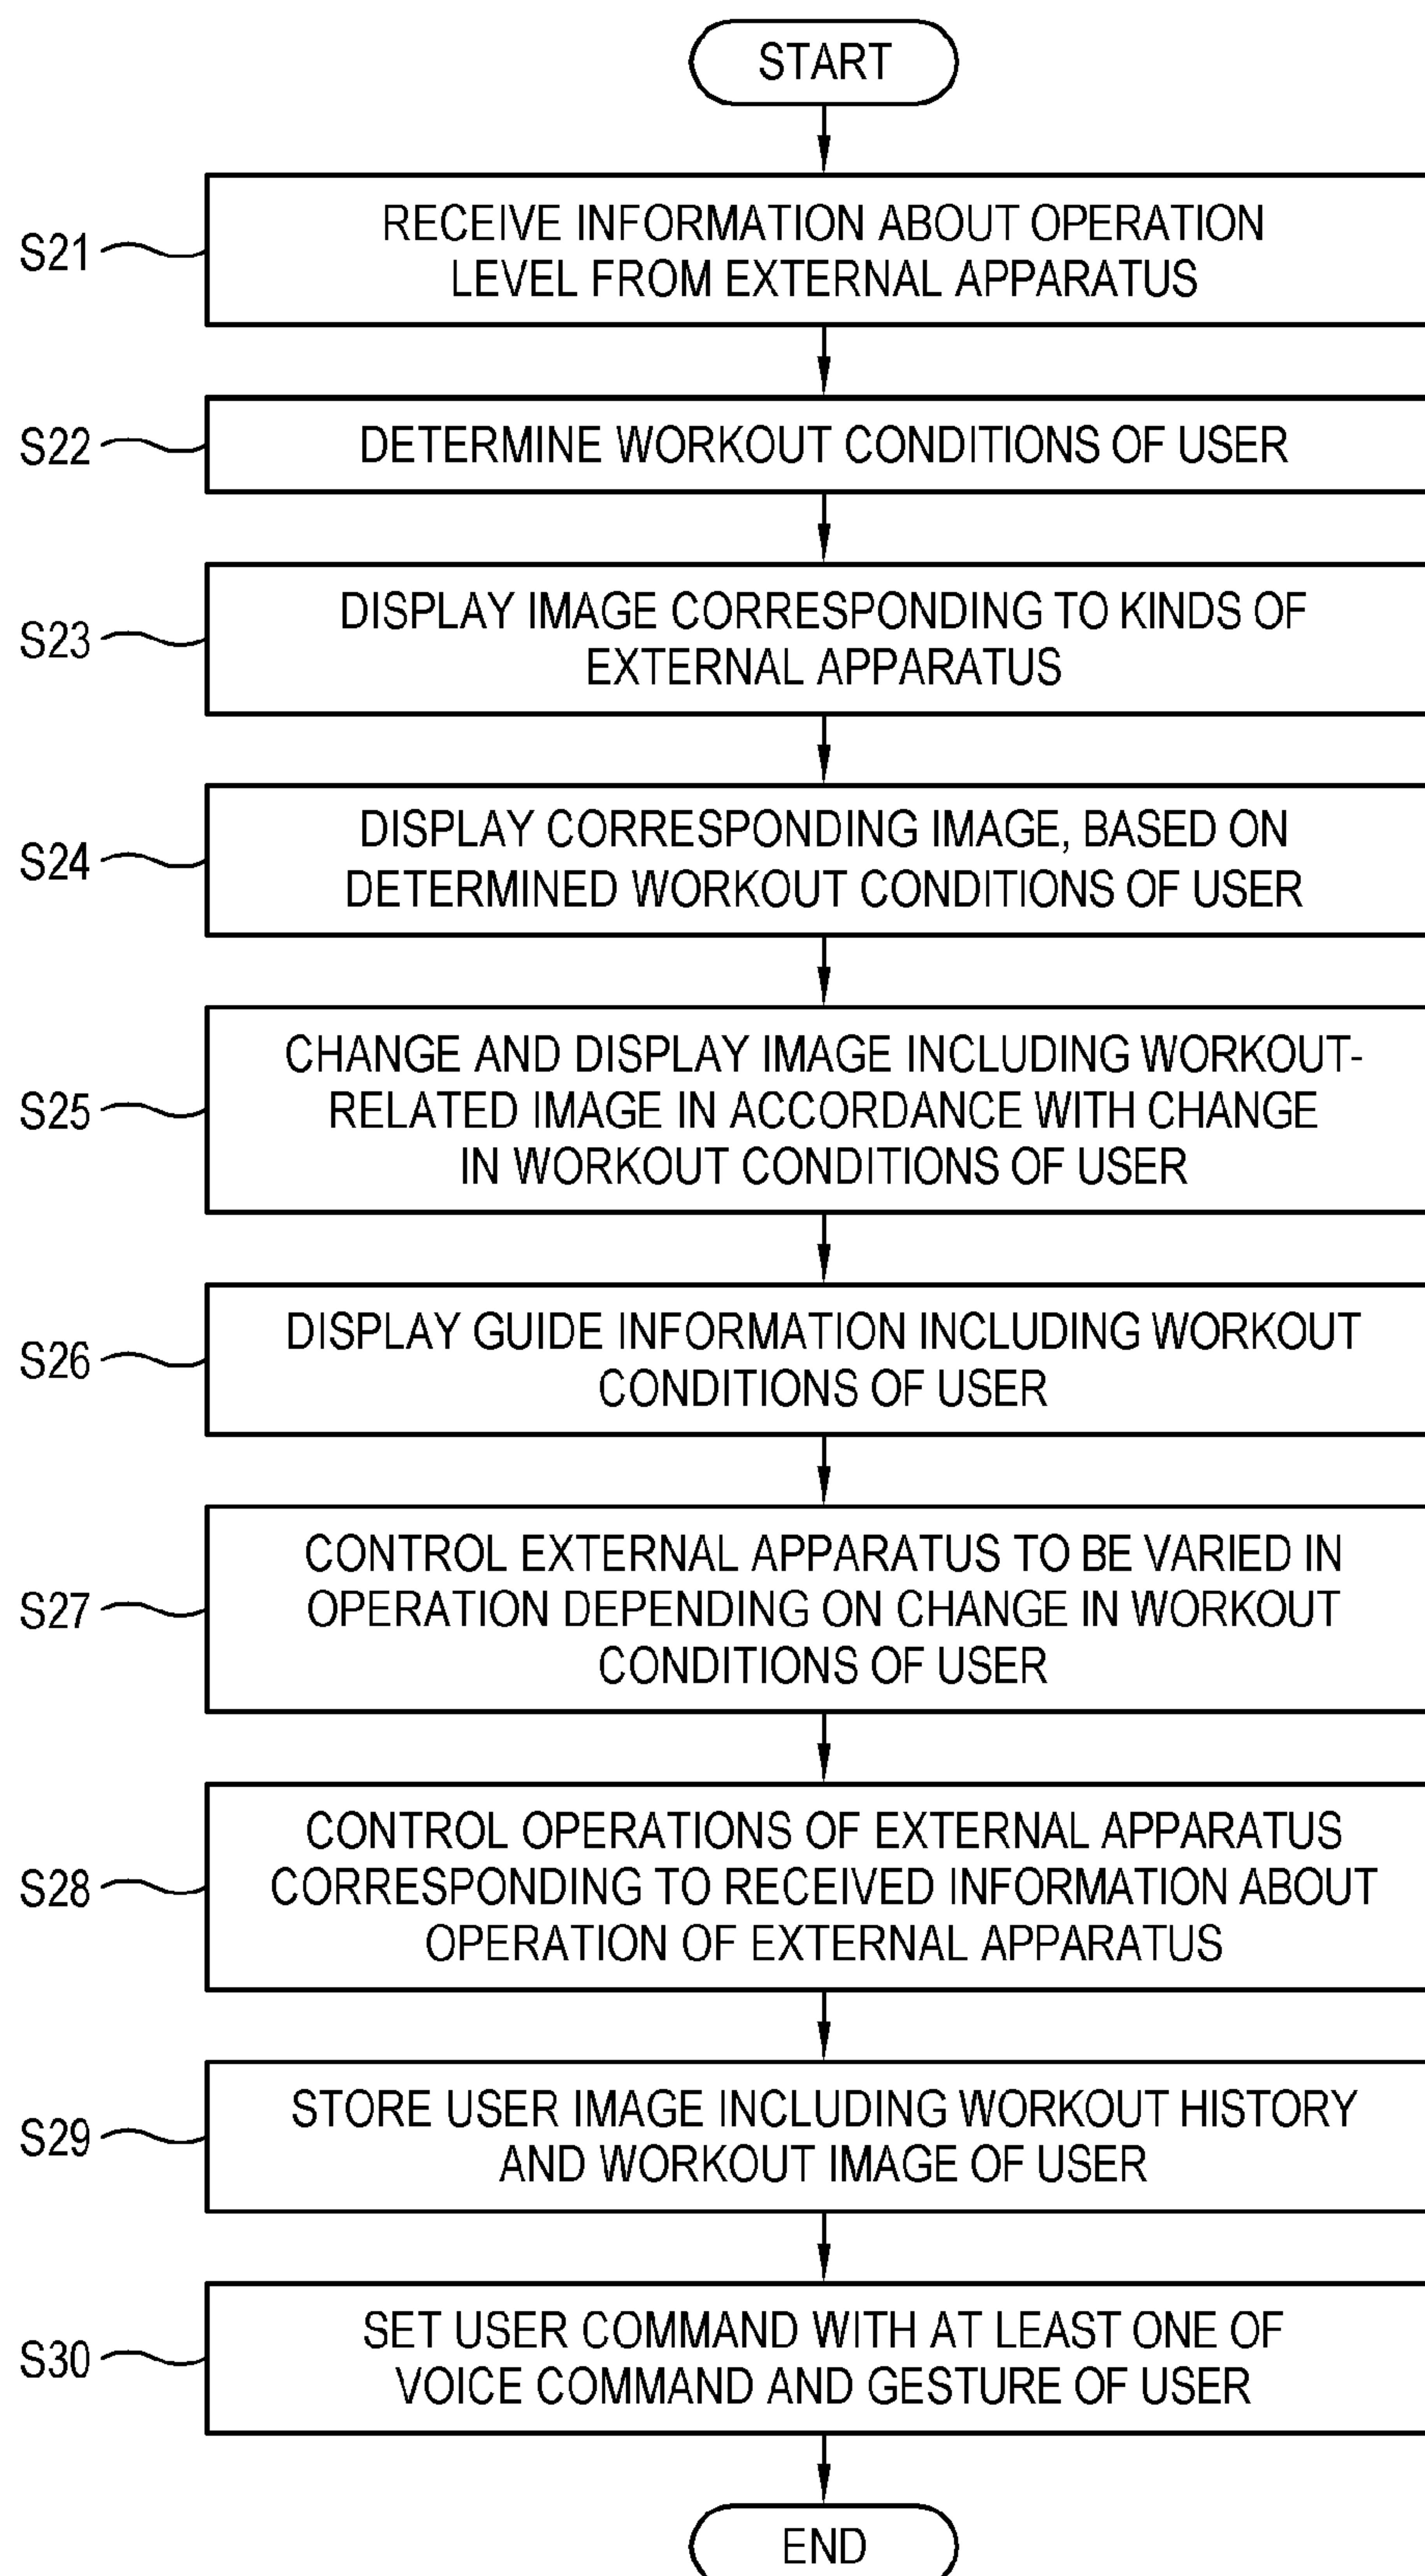 START
S21
RECEIVE INFORMATION ABOUT OPERATION
LEVEL FROM EXTERNAL APPARATUS
S22
DETERMINE WORKOUT CONDITIONS OF USER
S23
DISPLAY IMAGE CORRESPONDING TO KINDS OF
EXTERNAL APPARATUS
S24
DISPLAY CORRESPONDING IMAGE, BASED ON
DETERMINED WORKOUT CONDITIONS OF USER
S25
CHANGE AND DISPLAY IMAGE INCLUDING WORKOUT-
RELATED IMAGE IN ACCORDANCE WITH CHANGE
IN WORKOUT CONDITIONS OF USER
S26
DISPLAY GUIDE INFORMATION INCLUDING WORKOUT
CONDITIONS OF USER
S27
CONTROL EXTERNAL APPARATUS TO BE VARIED IN
OPERATION DEPENDING ON CHANGE IN WORKOUT
CONDITIONS OF USER
S28
CONTROL OPERATIONS OF EXTERNAL APPARATUS
CORRESPONDING TO RECEIVED INFORMATION ABOUT
OPERATION OF EXTERNAL APPARATUS
S29
STORE USER IMAGE INCLUDING WORKOUT HISTORY
AND WORKOUT IMAGE OF USER
S30
SET USER COMMAND WITH AT LEAST ONE OF
VOICE COMMAND AND GESTURE OF USER
END